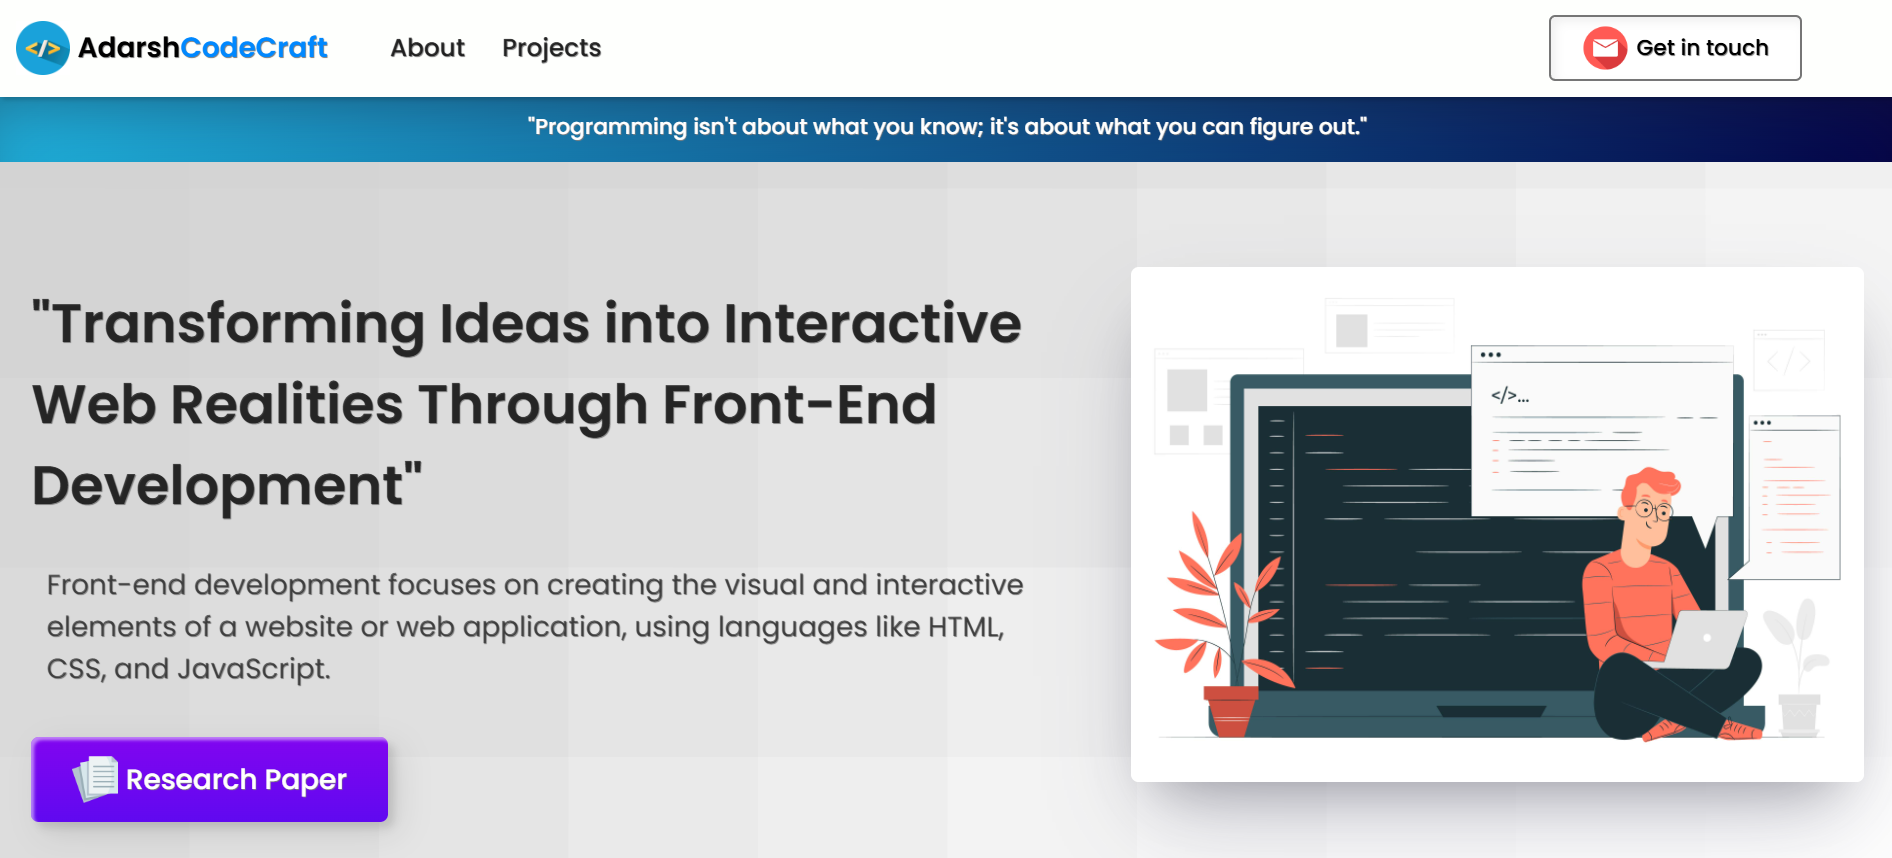 AdarshCodeCraft
About
Projects
Get in touch
"Programming isn't about what you know; it's about what you can figure out."
"Transforming Ideas into Interactive
Web Realities Through Front-End
Development"
Front-end development focuses on creating the visual and interactive
elements of a website or web application, using languages like HTML,
CSS, and JavaScript.
Research Paper
</>...